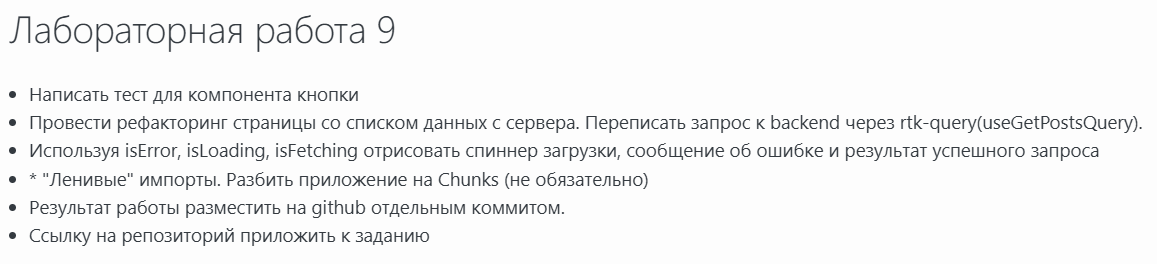 Лабораторная работа 9
• Написать тест для компонента кнопки
• Провести рефакторинг страницы со списком данных с сервера. Переписать запрос к backend через rtk-query(useGetPostsQuery).
• Используя isError, isLoading, isFetching отрисовать спиннер загрузки, сообщение об ошибке и результат успешного запроса
• * "Ленивые" импорты. Разбить приложение на Chunks (не обязательно)
• Результат работы разместить на github отдельным коммитом.
• Ссылку на репозиторий приложить к заданию